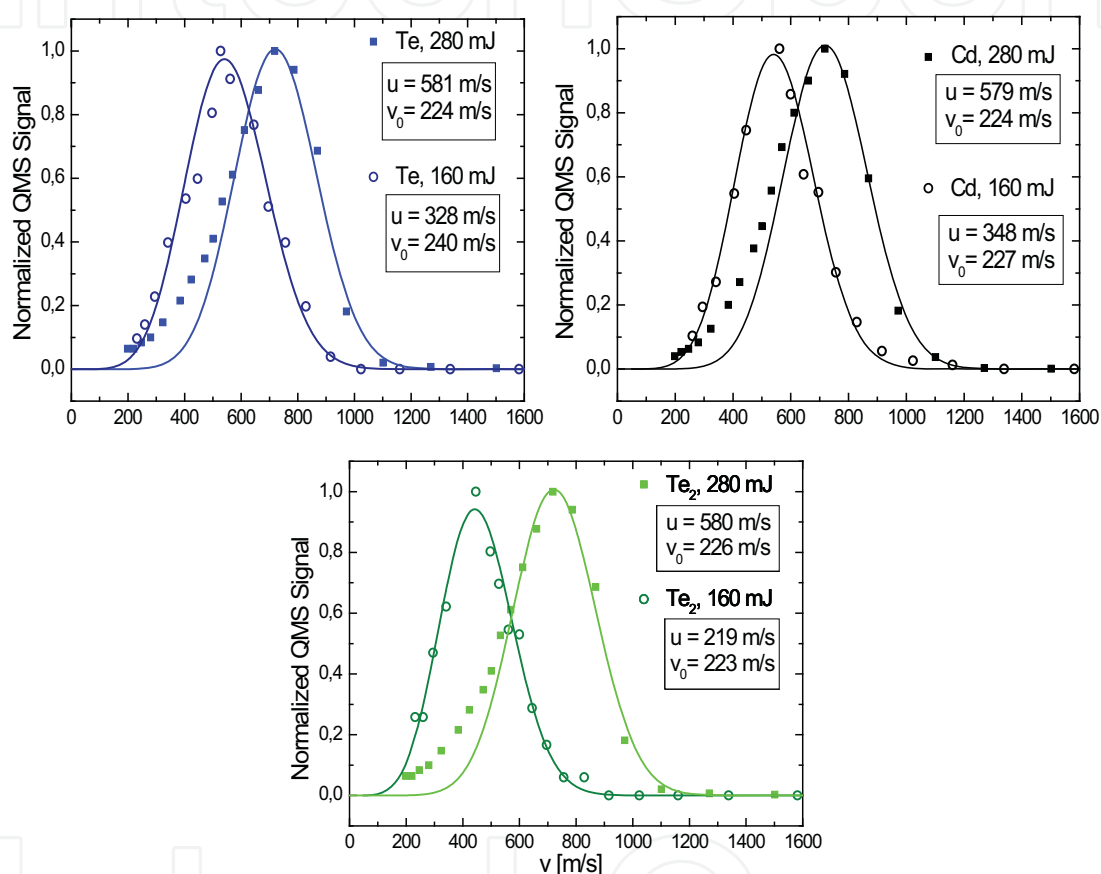 Normalized QMS Signal
1,0
0,8
0,6
0,4
0,2
0,0
0 200 400 600 800 1000 1200 1400 1600
Te, 280 mJ
u = 581 m/s
v₀= 224 m/s
Te, 160 mJ
u = 328 m/s
v₀= 240 m/s
Normalized QMS Signal
1,0
0,8
0,6
0,4
0,2
0,0
0 200 400 600 800 1000 1200 1400 1600
Cd, 280 mJ
u = 579 m/s
v₀= 224 m/s
Cd, 160 mJ
u = 348 m/s
v₀= 227 m/s
Normalized QMS Signal
1,0
0,8
0,6
0,4
0,2
0,0
0 200 400 600 800 1000 1200 1400 1600
v [m/s]
Te₂, 280 mJ
u = 580 m/s
v₀= 226 m/s
Te₂, 160 mJ
u = 219 m/s
v₀= 223 m/s